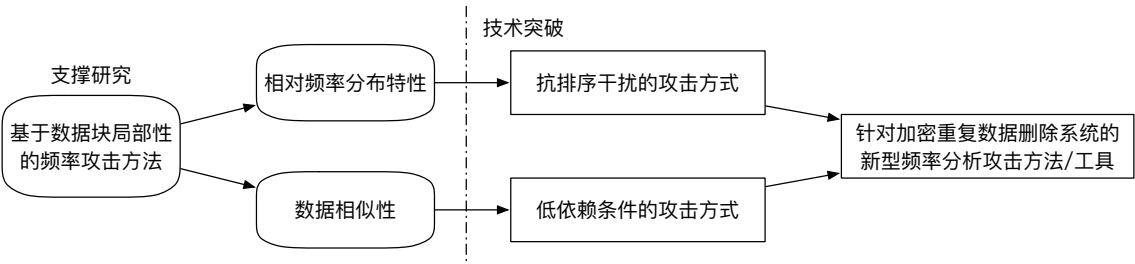 技术突破
支撑研究
相对频率分布特性
抗排序干扰的攻击方式
基于数据块局部性
的频率攻击方法
针对加密重复数据删除系统的
新型频率分析攻击方法/工具
数据相似性
低依赖条件的攻击方式